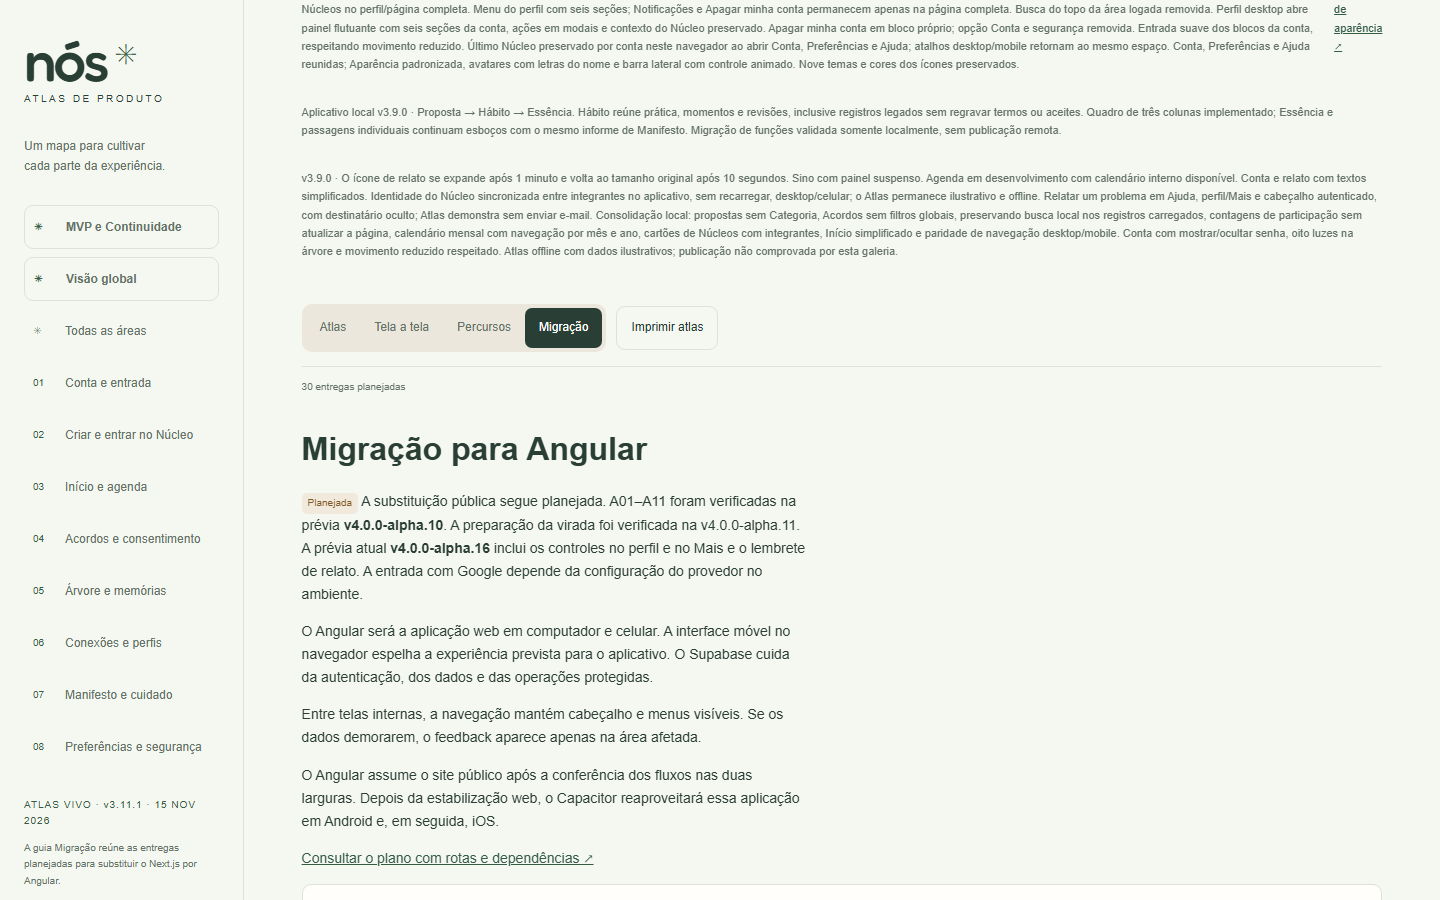 nós
ATLAS DE PRODUTO
Um mapa para cultivar
cada parte da experiência.
MVP e Continuidade
Visão global
Todas as áreas
01 Conta e entrada
02 Criar e entrar no Núcleo
03 Início e agenda
04 Acordos e consentimento
05 Árvore e memórias
06 Conexões e perfis
07 Manifesto e cuidado
08 Preferências e segurança
ATLAS VIVO · v3.11.1 · 15 NOV
2026
A guia Migração reúne as entregas
planejadas para substituir o Next.js por
Angular.
Núcleos no perfil/página completa. Menu do perfil com seis seções; Notificações e Apagar minha conta permanecem apenas na página completa. Busca do topo da área logada removida. Perfil desktop abre
painel flutuante com seis seções da conta, ações em modais e contexto do Núcleo preservado. Apagar minha conta em bloco próprio; opção Conta e segurança removida. Entrada suave dos blocos da conta,
respeitando movimento reduzido. Último Núcleo preservado por conta neste navegador ao abrir Conta, Preferências e Ajuda; atalhos desktop/mobile retornam ao mesmo espaço. Conta, Preferências e Ajuda
reunidas; Aparência padronizada, avatares com letras do nome e barra lateral com controle animado. Nove temas e cores dos ícones preservados.
de
aparência
↗
Aplicativo local v3.9.0 · Proposta → Hábito → Essência. Hábito reúne prática, momentos e revisões, inclusive registros legados sem regravar termos ou aceites. Quadro de três colunas implementado; Essência e
passagens individuais continuam esboços com o mesmo informe de Manifesto. Migração de funções validada somente localmente, sem publicação remota.
v3.9.0 · O ícone de relato se expande após 1 minuto e volta ao tamanho original após 10 segundos. Sino com painel suspenso. Agenda em desenvolvimento com calendário interno disponível. Conta e relato com textos
simplificados. Identidade do Núcleo sincronizada entre integrantes no aplicativo, sem recarregar, desktop/celular; o Atlas permanece ilustrativo e offline. Relatar um problema em Ajuda, perfil/Mais e cabeçalho autenticado,
com destinatário oculto; Atlas demonstra sem enviar e-mail. Consolidação local: propostas sem Categoria, Acordos sem filtros globais, preservando busca local nos registros carregados, contagens de participação sem
atualizar a página, calendário mensal com navegação por mês e ano, cartões de Núcleos com integrantes, Início simplificado e paridade de navegação desktop/mobile. Conta com mostrar/ocultar senha, oito luzes na
árvore e movimento reduzido respeitado. Atlas offline com dados ilustrativos; publicação não comprovada por esta galeria.
Atlas Tela a tela Percursos Migração Imprimir atlas
30 entregas planejadas
Migração para Angular
Planejada A substituição pública segue planejada. A01–A11 foram verificadas na
prévia v4.0.0-alpha.10. A preparação da virada foi verificada na v4.0.0-alpha.11.
A prévia atual v4.0.0-alpha.16 inclui os controles no perfil e no Mais e o lembrete
de relato. A entrada com Google depende da configuração do provedor no
ambiente.
O Angular será a aplicação web em computador e celular. A interface móvel no
navegador espelha a experiência prevista para o aplicativo. O Supabase cuida
da autenticação, dos dados e das operações protegidas.
Entre telas internas, a navegação mantém cabeçalho e menus visíveis. Se os
dados demorarem, o feedback aparece apenas na área afetada.
O Angular assume o site público após a conferência dos fluxos nas duas
larguras. Depois da estabilização web, o Capacitor reaproveitará essa aplicação
em Android e, em seguida, iOS.
Consultar o plano com rotas e dependências ↗